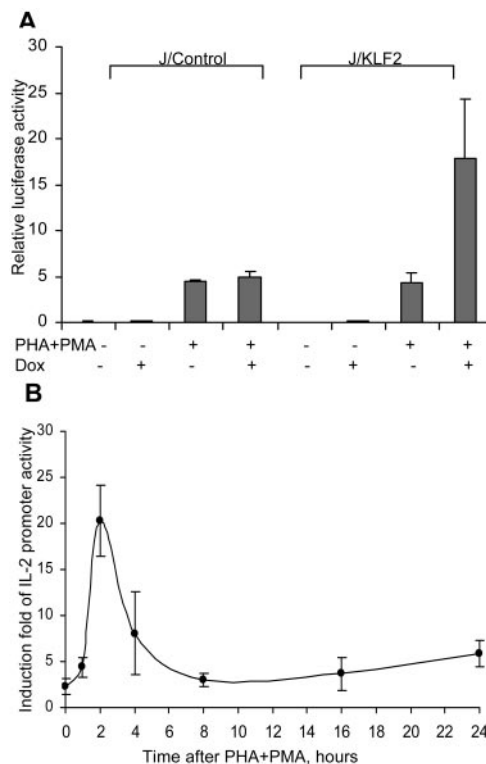 A
30
25
20
15
10
5
0
Relative luciferase activity
J/Control
J/KLF2
PHA+PMA - - + + - - + +
Dox - + - + - + - +
B
35
30
25
20
15
10
5
0
Induction fold of IL-2 promoter activity
0 2 4 6 8 10 12 14 16 18 20 22 24
Time after PHA+PMA, hours